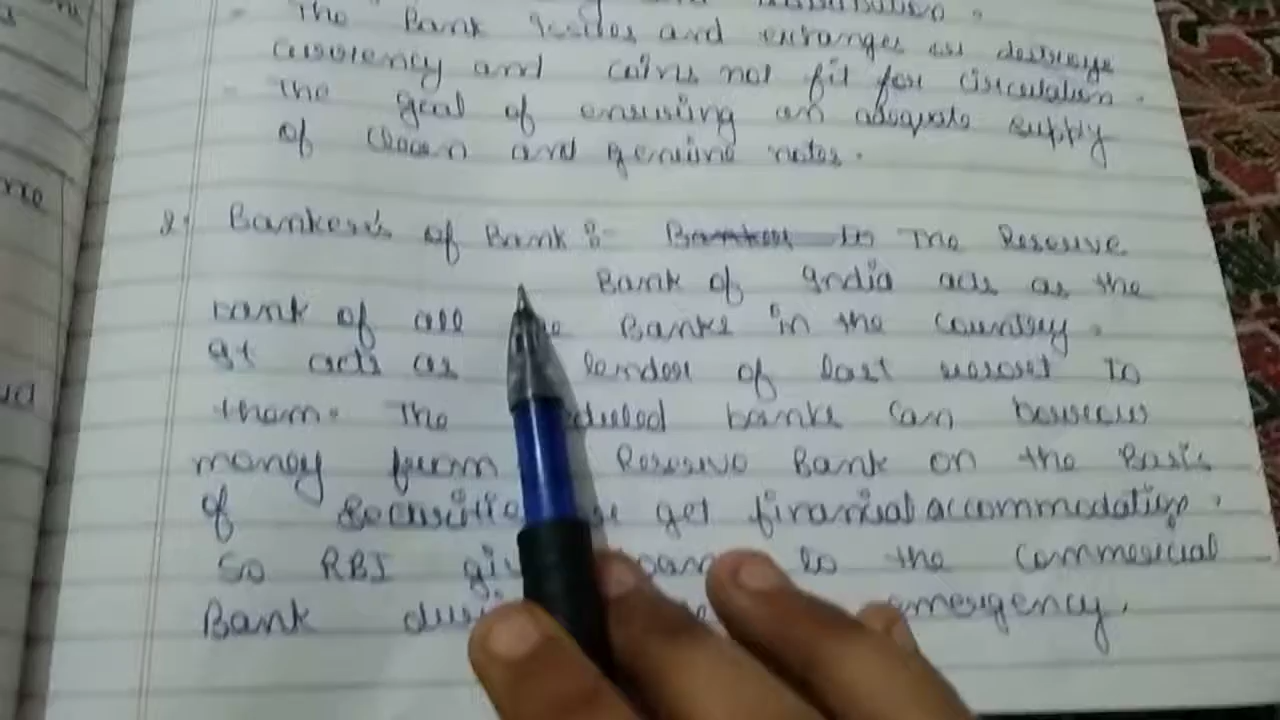 The Bank issues and exchanges or destroys
currency and coins not fit for circulation.
- The goal of ensuring an adequate supply
of clean and genuine notes.
2. Banker's of Bank :- The Reserve
Bank of India acts as the
bank of all the Banks in the country.
It acts as lender of last resort to
them. The banks can borrow
money from Reserve Bank on the Basis
of get financial accommodation.
So RBI to the commercial
Bank emergency.